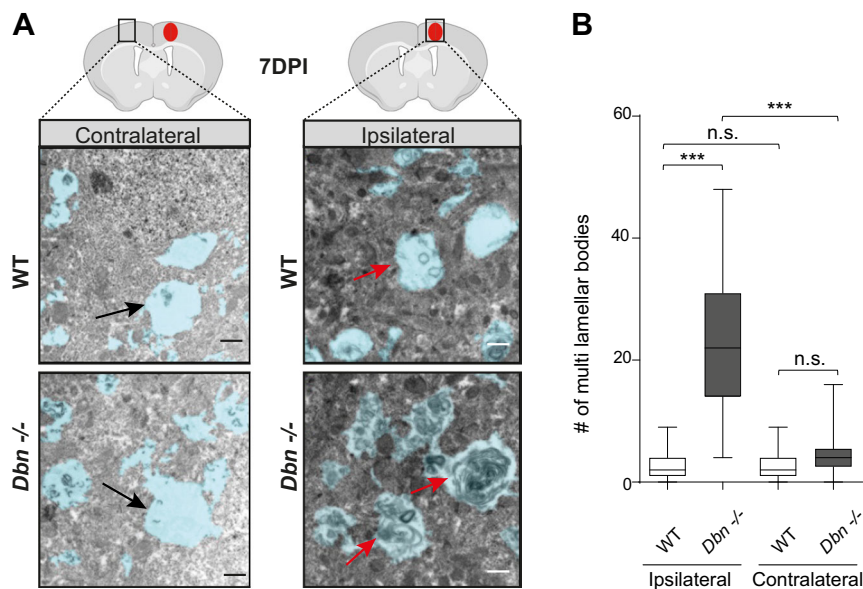 A
7DPI
Contralateral
Ipsilateral
WT
WT
Dbn -/-
Dbn -/-
B
# of multi lamellar bodies
60
40
20
0
***
n.s.
***
n.s.
WT
Dbn -/-
WT
Dbn -/-
Ipsilateral
Contralateral